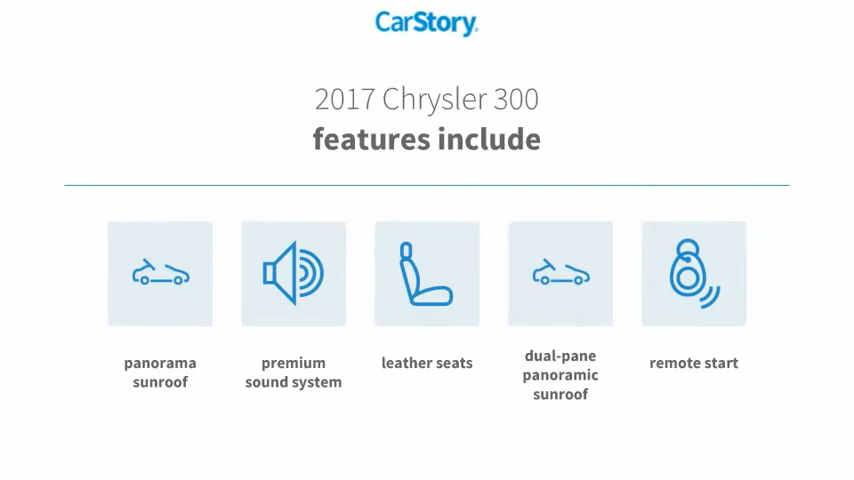 CarStory.
2017 Chrysler 300
features include
panorama
sunroof
premium
sound system
leather seats
dual-pane
panoramic
sunroof
remote start